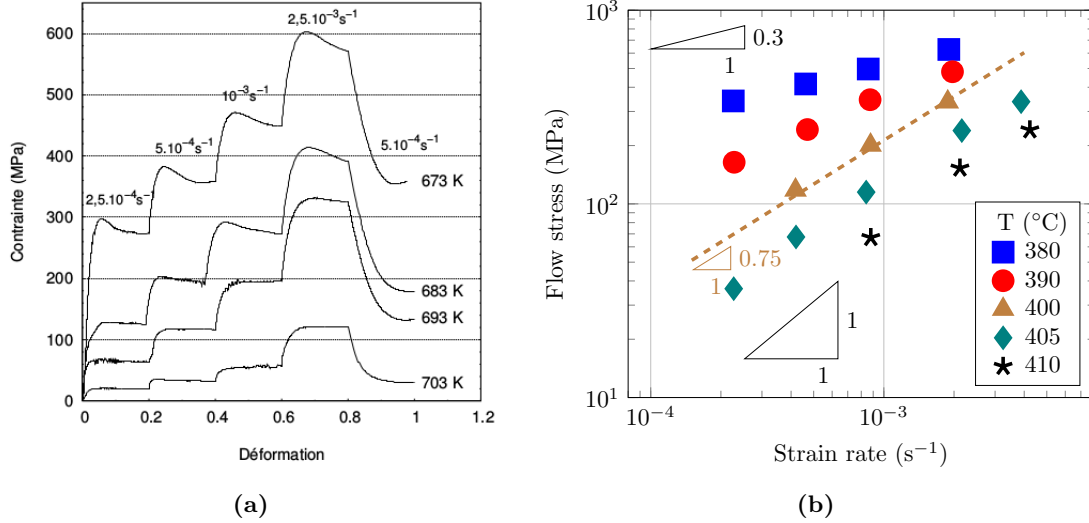 600
500
400
300
200
100
0
0
0.2
0.4
0.6
0.8
1
1.2
Contrainte (MPa)
Déformation
2,5.10⁻⁴s⁻¹
5.10⁻⁴s⁻¹
10⁻³s⁻¹
2,5.10⁻³s⁻¹
5.10⁻⁴s⁻¹
673 K
683 K
693 K
703 K
(a)
10³
10²
10¹
10⁻⁴
10⁻³
Flow stress (MPa)
Strain rate (s⁻¹)
0.3
1
0.75
1
1
1
T (°C)
380
390
400
405
410
(b)